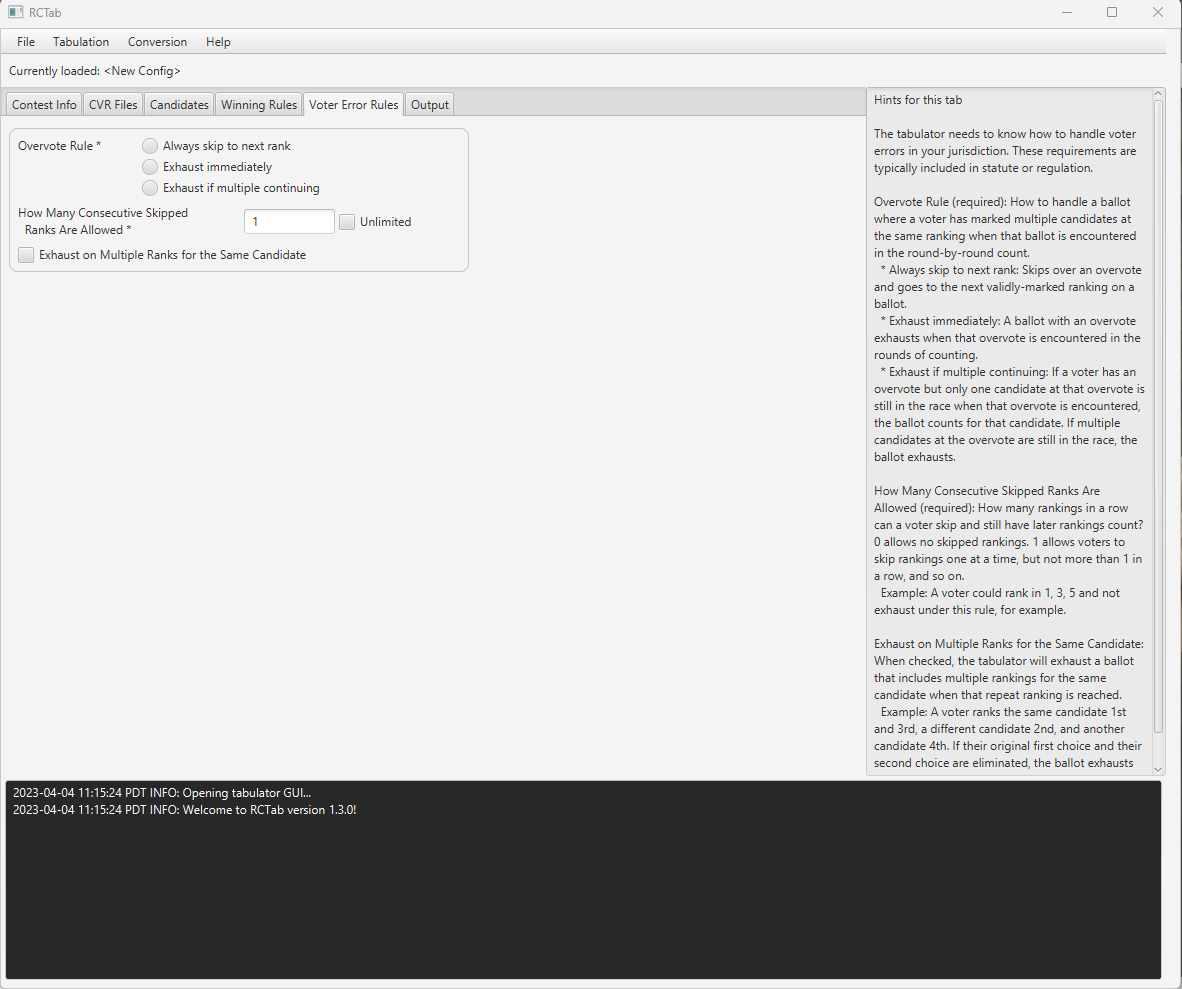 RCTab
File Tabulation Conversion Help
Currently loaded: <New Config>
Contest Info CVR Files Candidates Winning Rules Voter Error Rules Output
Overvote Rule *
Always skip to next rank
Exhaust immediately
Exhaust if multiple continuing
How Many Consecutive Skipped
Ranks Are Allowed *
1
Unlimited
Exhaust on Multiple Ranks for the Same Candidate
Hints for this tab
The tabulator needs to know how to handle voter
errors in your jurisdiction. These requirements are
typically included in statute or regulation.
Overvote Rule (required): How to handle a ballot
where a voter has marked multiple candidates at
the same ranking when that ballot is encountered
in the round-by-round count.
* Always skip to next rank: Skips over an overvote
and goes to the next validly-marked ranking on a
ballot.
* Exhaust immediately: A ballot with an overvote
exhausts when that overvote is encountered in the
rounds of counting.
* Exhaust if multiple continuing: If a voter has an
overvote but only one candidate at that overvote is
still in the race when that overvote is encountered,
the ballot counts for that candidate. If multiple
candidates at the overvote are still in the race, the
ballot exhausts.
How Many Consecutive Skipped Ranks Are
Allowed (required): How many rankings in a row
can a voter skip and still have later rankings count?
0 allows no skipped rankings. 1 allows voters to
skip rankings one at a time, but not more than 1 in
a row, and so on.
Example: A voter could rank in 1, 3, 5 and not
exhaust under this rule, for example.
Exhaust on Multiple Ranks for the Same Candidate:
When checked, the tabulator will exhaust a ballot
that includes multiple rankings for the same
candidate when that repeat ranking is reached.
Example: A voter ranks the same candidate 1st
and 3rd, a different candidate 2nd, and another
candidate 4th. If their original first choice and their
second choice are eliminated, the ballot exhausts
2023-04-04 11:15:24 PDT INFO: Opening tabulator GUI...
2023-04-04 11:15:24 PDT INFO: Welcome to RCTab version 1.3.0!